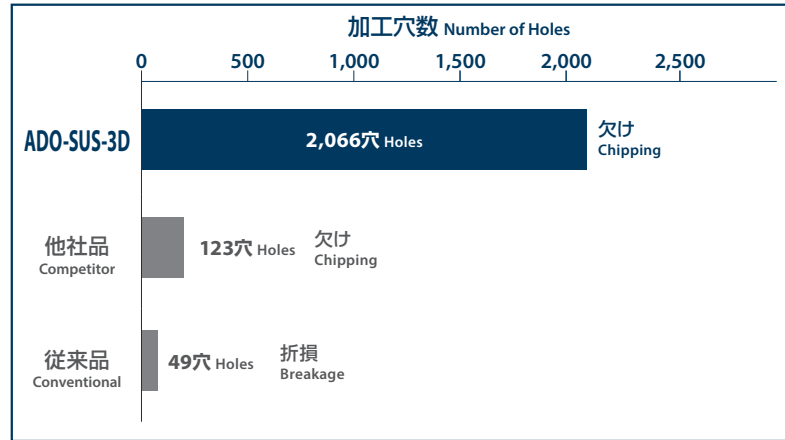 加工穴数 Number of Holes
0 500 1,000 1,500 2,000 2,500
ADO-SUS-3D
2,066穴 Holes
欠け
Chipping
他社品
Competitor
123穴 Holes
欠け
Chipping
従来品
Conventional
49穴 Holes
折損
Breakage